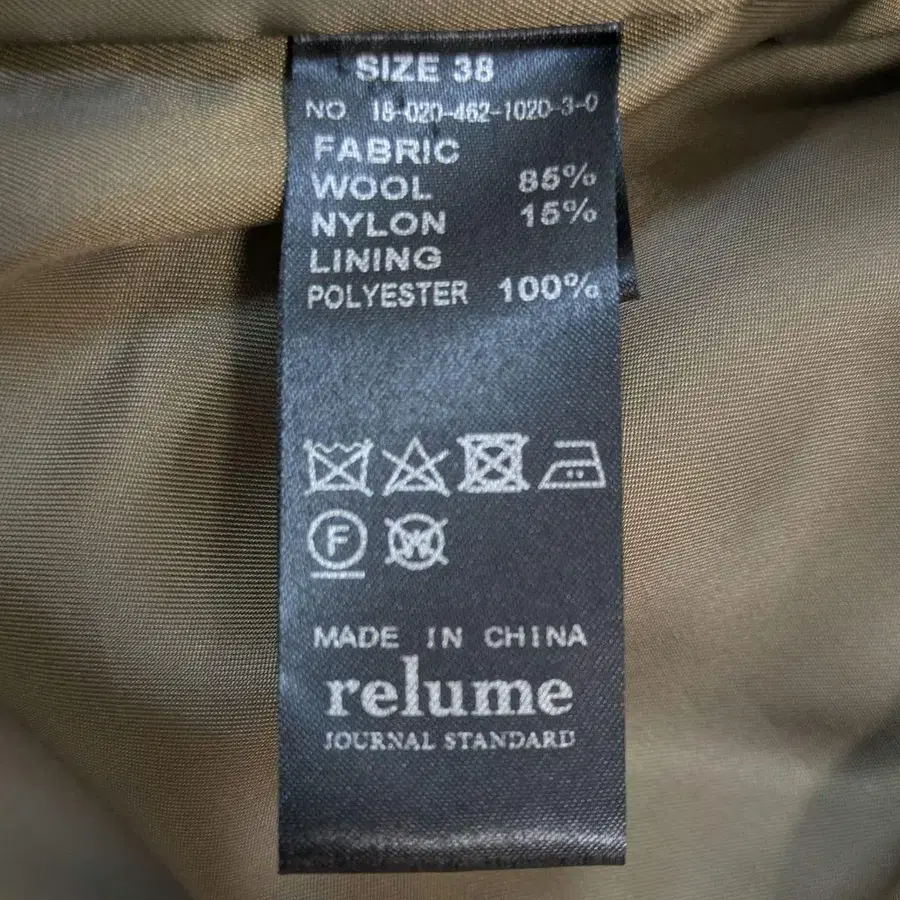 SIZE 38
NO 18-020-462-1020-3-0
FABRIC
WOOL 85%
NYLON 15%
LINING
POLYESTER 100%
F W
MADE IN CHINA
relume
JOURNAL STANDARD